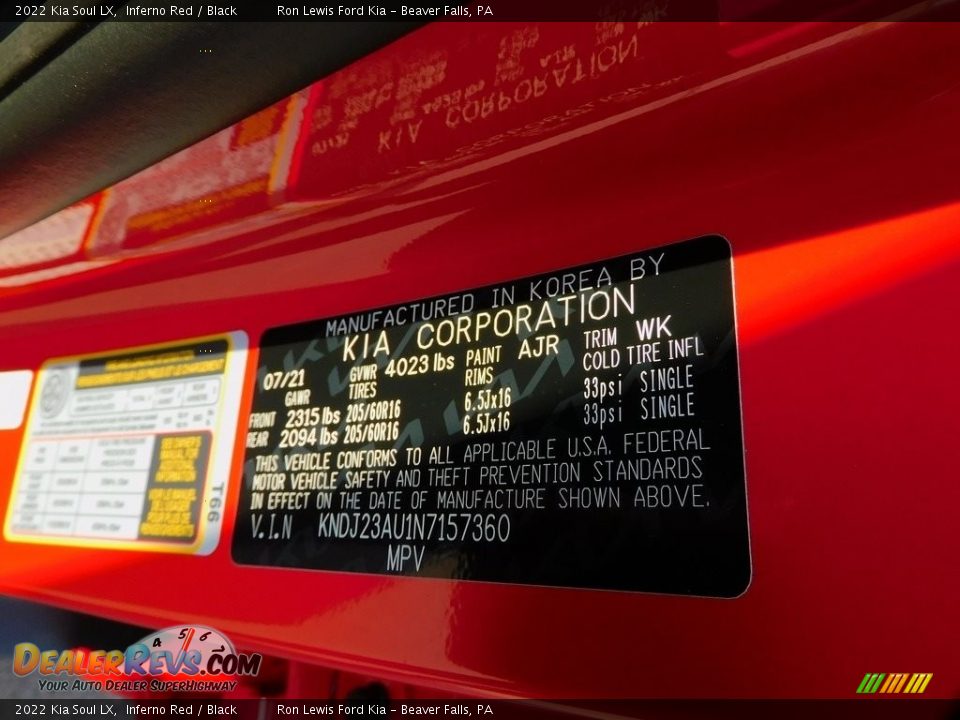 2022 Kia Soul LX, Inferno Red / Black Ron Lewis Ford Kia - Beaver Falls, PA
MANUFACTURED IN KOREA BY
KIA CORPORATION
07/21 GVWR 4023 lbs PAINT AJR TRIM WK
GAWR TIRES RIMS COLD TIRE INFL
FRONT 2315 lbs 205/60R16 6.5Jx16 33psi SINGLE
REAR 2094 lbs 205/60R16 6.5Jx16 33psi SINGLE
THIS VEHICLE CONFORMS TO ALL APPLICABLE U.S.A. FEDERAL
MOTOR VEHICLE SAFETY AND THEFT PREVENTION STANDARDS
IN EFFECT ON THE DATE OF MANUFACTURE SHOWN ABOVE.
V.I.N KNDJ23AU1N7157360
MPV
T66
4 5 6
DEALERREVS.COM
YOUR AUTO DEALER SUPERHIGHWAY
2022 Kia Soul LX, Inferno Red / Black Ron Lewis Ford Kia - Beaver Falls, PA